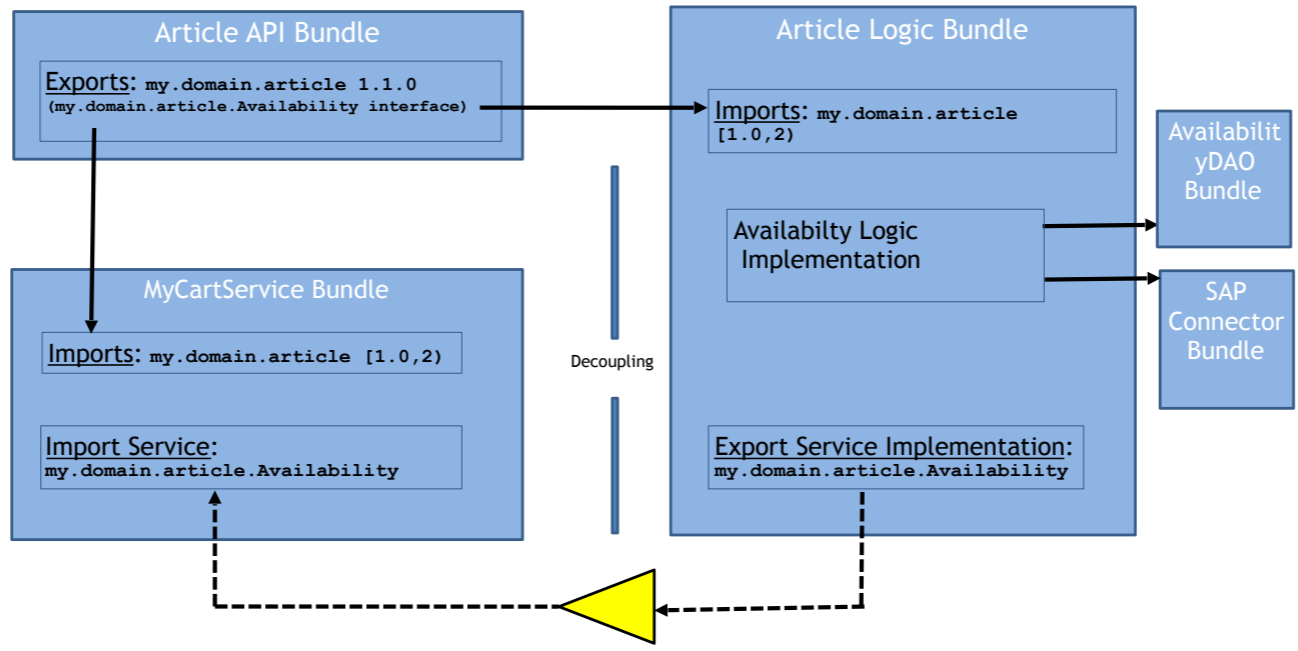 Article API Bundle
Exports: my.domain.article 1.1.0
(my.domain.article.Availability interface)
MyCartService Bundle
Imports: my.domain.article [1.0,2)
Import Service:
my.domain.article.Availability
Decoupling
Article Logic Bundle
Imports: my.domain.article
[1.0,2)
Availabilty Logic
Implementation
Export Service Implementation:
my.domain.article.Availability
Availabilit
yDAO
Bundle
SAP
Connector
Bundle